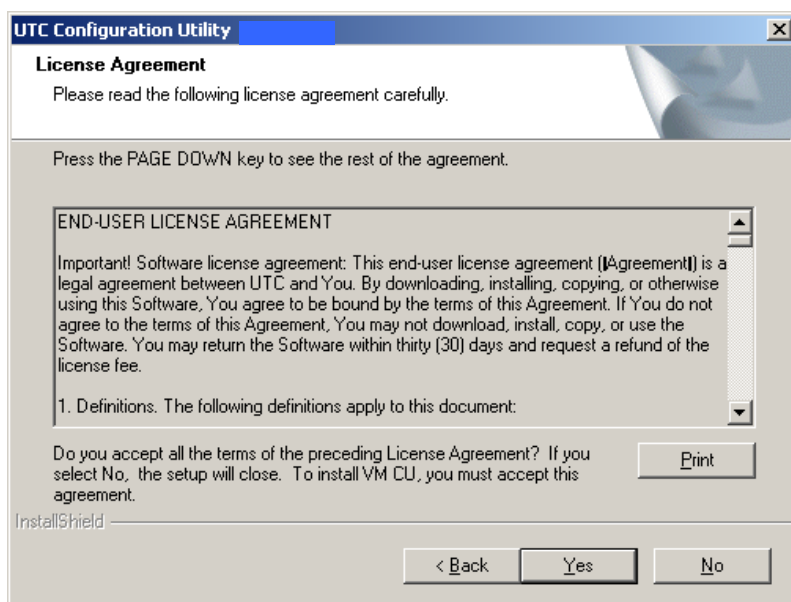 UTC Configuration Utility
License Agreement
Please read the following license agreement carefully.
Press the PAGE DOWN key to see the rest of the agreement.
END-USER LICENSE AGREEMENT
Important! Software license agreement: This end-user license agreement (|Agreement|) is a
legal agreement between UTC and You. By downloading, installing, copying, or otherwise
using this Software, You agree to be bound by the terms of this Agreement. If You do not
agree to the terms of this Agreement, You may not download, install, copy, or use the
Software. You may return the Software within thirty (30) days and request a refund of the
license fee.
1. Definitions. The following definitions apply to this document:
Do you accept all the terms of the preceding License Agreement? If you
select No, the setup will close. To install VM CU, you must accept this
agreement.
Print
InstallShield
< Back
Yes
No